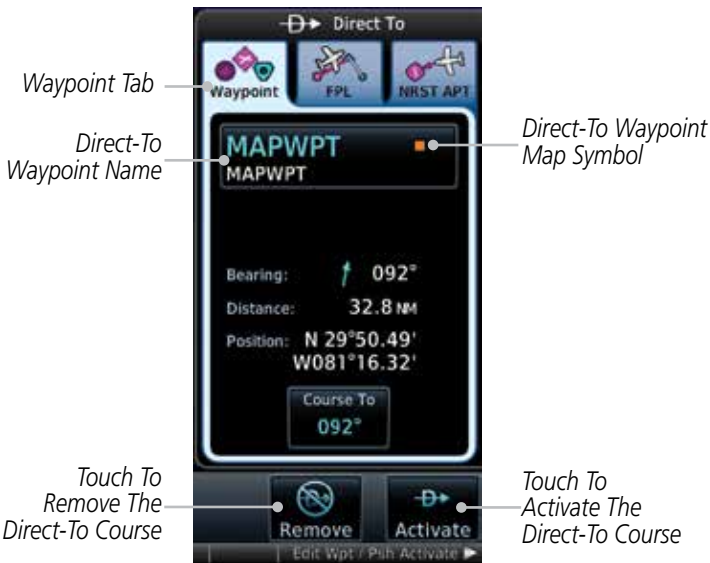 Direct To
Waypoint
FPL
NRST APT
Waypoint Tab
Direct-To
Waypoint Name
MAPWPT
MAPWPT
Direct-To Waypoint
Map Symbol
Bearing: 092°
Distance: 32.8 NM
Position: N 29°50.49'
W081°16.32'
Course To
092°
Touch To
Remove The
Direct-To Course
Remove
Activate
Touch To
Activate The
Direct-To Course
Edit Wpt / Psh Activate